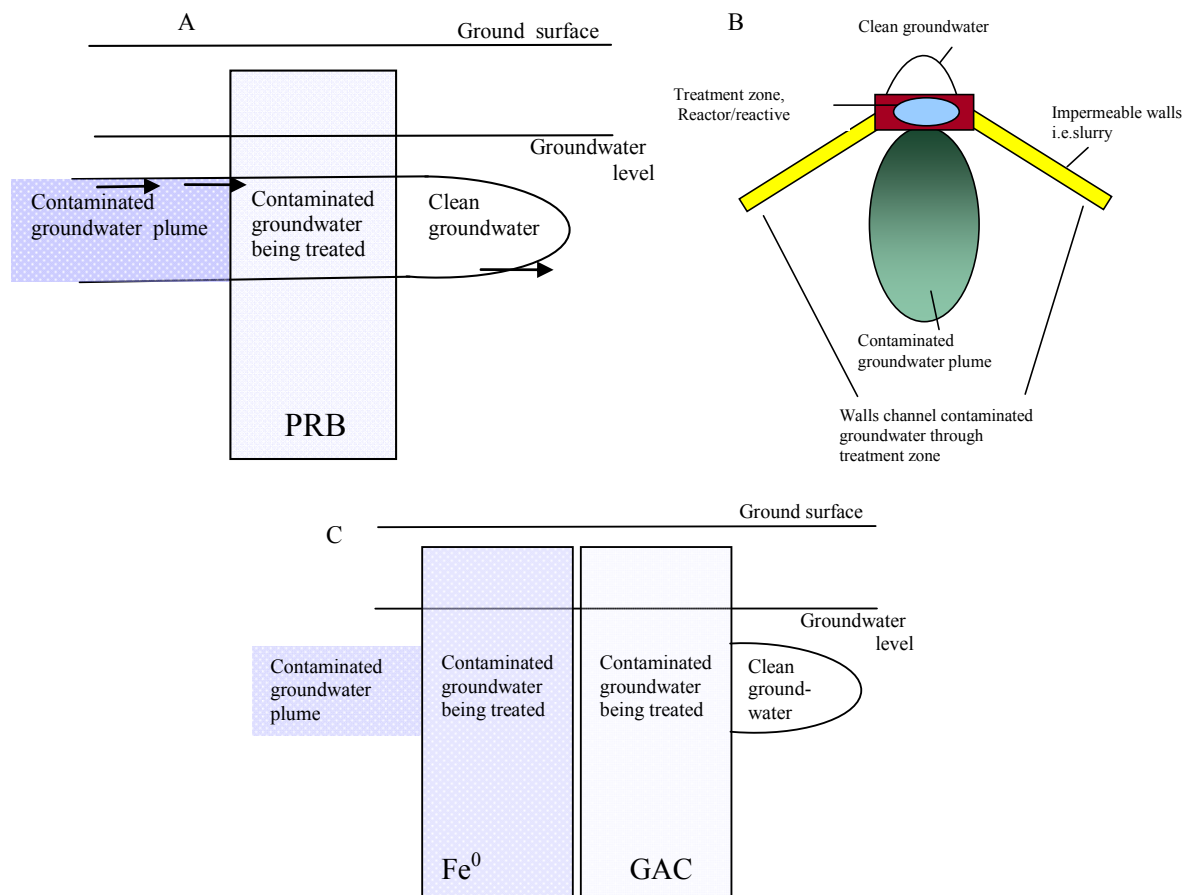 A
Ground surface
Groundwater
level
Contaminated
groundwater plume
Contaminated
groundwater
being treated
Clean
groundwater
PRB
B
Clean groundwater
Treatment zone,
Reactor/reactive
Impermeable walls
i.e.slurry
Contaminated
groundwater plume
Walls channel contaminated
groundwater through
treatment zone
C
Ground surface
Groundwater
level
Contaminated
groundwater
plume
Contaminated
groundwater
being treated
Contaminated
groundwater
being treated
Clean
ground-
water
Fe⁰
GAC